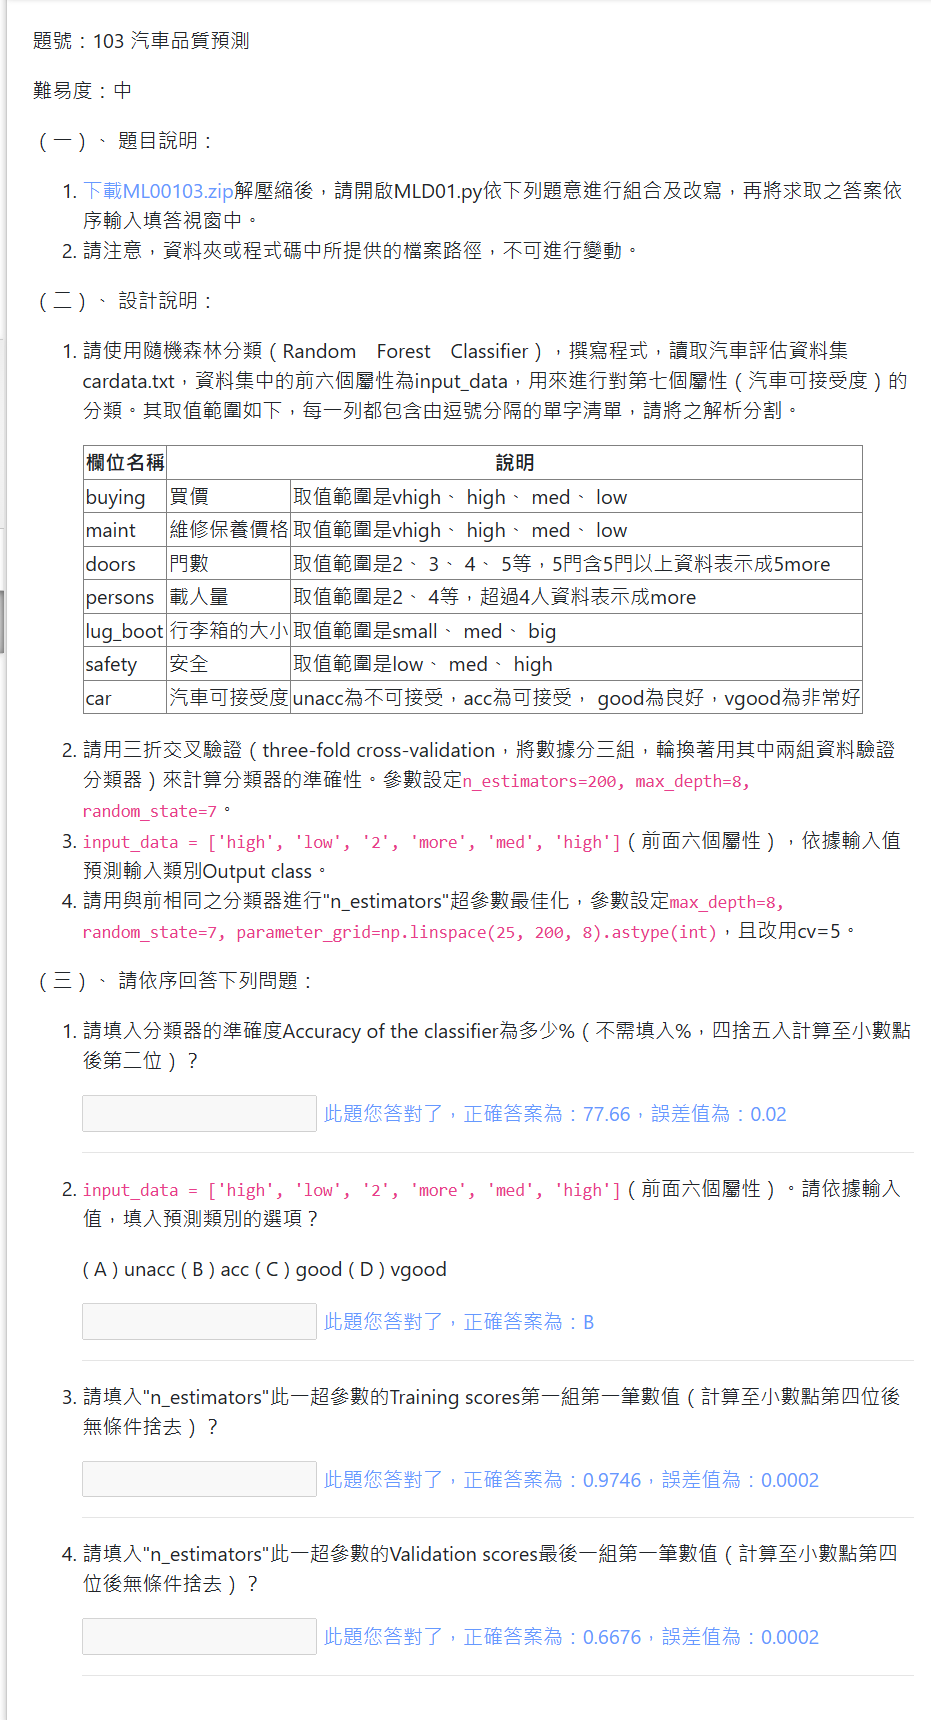 題號：103 汽車品質預測
難易度：中
（一）、 題目說明：
1. 下載ML00103.zip解壓縮後，請開啟MLD01.py依下列題意進行組合及改寫，再將求取之答案依
序輸入填答視窗中。
2. 請注意，資料夾或程式碼中所提供的檔案路徑，不可進行變動。
（二）、 設計說明：
1. 請使用隨機森林分類（Random　Forest　Classifier），撰寫程式，讀取汽車評估資料集
cardata.txt，資料集中的前六個屬性為input_data，用來進行對第七個屬性（汽車可接受度）的
分類。其取值範圍如下，每一列都包含由逗號分隔的單字清單，請將之解析分割。
欄位名稱 說明
buying 買價 取值範圍是vhigh、 high、 med、 low
maint 維修保養價格 取值範圍是vhigh、 high、 med、 low
doors 門數 取值範圍是2、 3、 4、 5等，5門含5門以上資料表示成5more
persons 載人量 取值範圍是2、 4等，超過4人資料表示成more
lug_boot 行李箱的大小 取值範圍是small、 med、 big
safety 安全 取值範圍是low、 med、 high
car 汽車可接受度 unacc為不可接受，acc為可接受， good為良好，vgood為非常好
2. 請用三折交叉驗證（three-fold cross-validation，將數據分三組，輪換著用其中兩組資料驗證
分類器）來計算分類器的準確性。參數設定n_estimators=200, max_depth=8,
random_state=7。
3. input_data = ['high', 'low', '2', 'more', 'med', 'high']（前面六個屬性），依據輸入值
預測輸入類別Output class。
4. 請用與前相同之分類器進行"n_estimators"超參數最佳化，參數設定max_depth=8,
random_state=7, parameter_grid=np.linspace(25, 200, 8).astype(int)，且改用cv=5。
（三）、 請依序回答下列問題：
1. 請填入分類器的準確度Accuracy of the classifier為多少%（不需填入%，四捨五入計算至小數點
後第二位）？
此題您答對了，正確答案為：77.66，誤差值為：0.02
2. input_data = ['high', 'low', '2', 'more', 'med', 'high']（前面六個屬性）。請依據輸入
值，填入預測類別的選項？
( A ) unacc ( B ) acc ( C ) good ( D ) vgood
此題您答對了，正確答案為：B
3. 請填入"n_estimators"此一超參數的Training scores第一組第一筆數值（計算至小數點第四位後
無條件捨去）？
此題您答對了，正確答案為：0.9746，誤差值為：0.0002
4. 請填入"n_estimators"此一超參數的Validation scores最後一組第一筆數值（計算至小數點第四
位後無條件捨去）？
此題您答對了，正確答案為：0.6676，誤差值為：0.0002